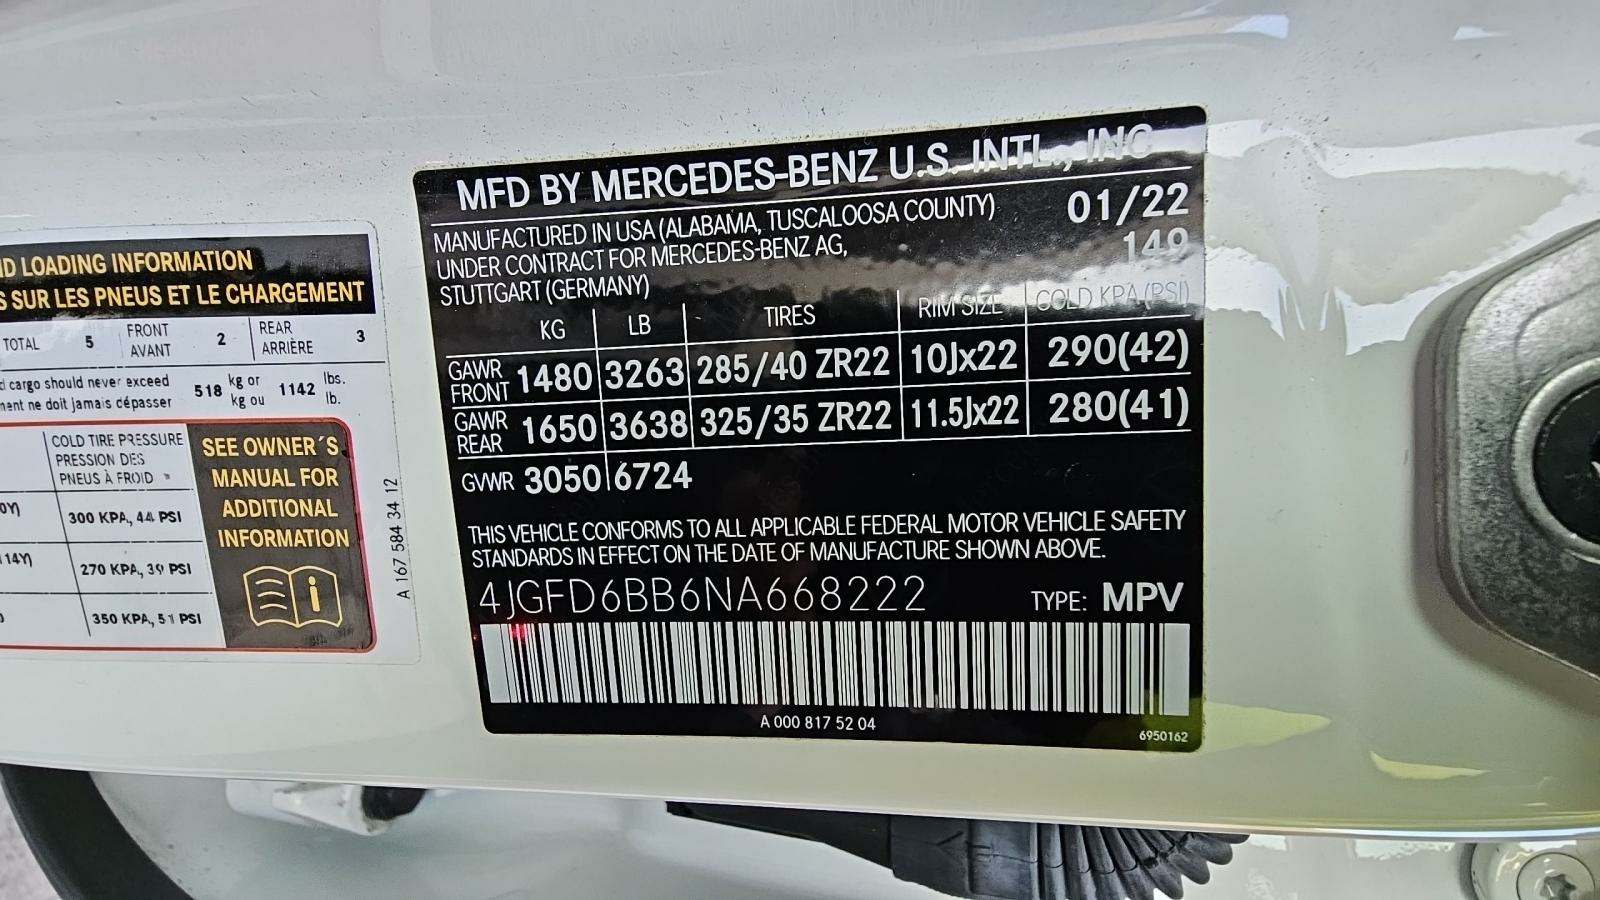 ND LOADING INFORMATION
S SUR LES PNEUS ET LE CHARGEMENT
TOTAL 5 FRONT AVANT 2 REAR ARRIÈRE 3
cargo should never exceed
ne doit jamais dépasser
518 kg or kg ou 1142 lbs. lb.
COLD TIRE PRESSURE
PRESSION DES
PNEUS À FROID
300 KPA, 44 PSI
270 KPA, 39 PSI
350 KPA, 51 PSI
SEE OWNER´S
MANUAL FOR
ADDITIONAL
INFORMATION
A 167 584 34 12
MFD BY MERCEDES-BENZ U.S. INTL., INC
MANUFACTURED IN USA (ALABAMA, TUSCALOOSA COUNTY) 01/22
UNDER CONTRACT FOR MERCEDES-BENZ AG, 149
STUTTGART (GERMANY)
KG LB TIRES RIM SIZE COLD KPA (PSI)
GAWR FRONT 1480 3263 285/40 ZR22 10Jx22 290(42)
GAWR REAR 1650 3638 325/35 ZR22 11.5Jx22 280(41)
GVWR 3050 6724
THIS VEHICLE CONFORMS TO ALL APPLICABLE FEDERAL MOTOR VEHICLE SAFETY
STANDARDS IN EFFECT ON THE DATE OF MANUFACTURE SHOWN ABOVE.
4JGFD6BB6NA668222 TYPE: MPV
A 000 817 52 04
6950162